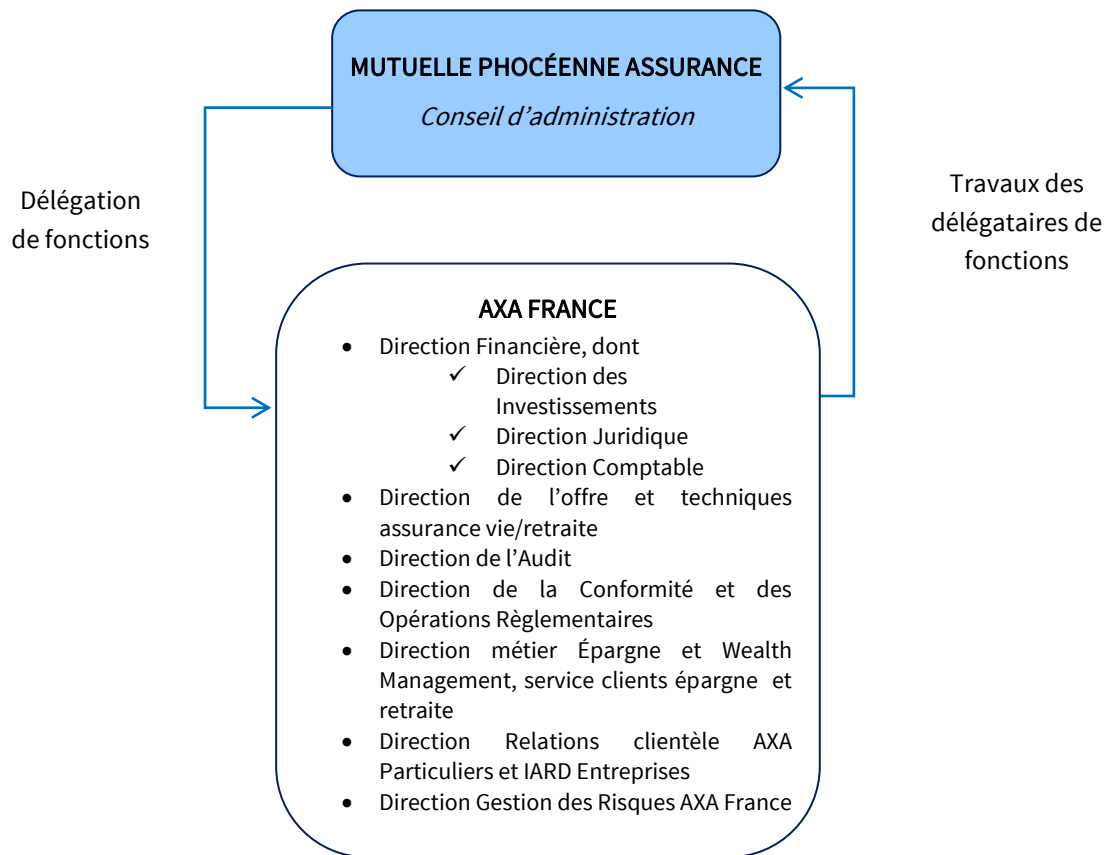 MUTUELLE PHOCÉENNE ASSURANCE
Conseil d'administration
Délégation
de fonctions
Travaux des
délégataires de
fonctions
AXA FRANCE
• Direction Financière, dont
✓ Direction des
Investissements
✓ Direction Juridique
✓ Direction Comptable
• Direction de l'offre et techniques
assurance vie/retraite
• Direction de l'Audit
• Direction de la Conformité et des
Opérations Règlementaires
• Direction métier Épargne et Wealth
Management, service clients épargne et
retraite
• Direction Relations clientèle AXA
Particuliers et IARD Entreprises
• Direction Gestion des Risques AXA France